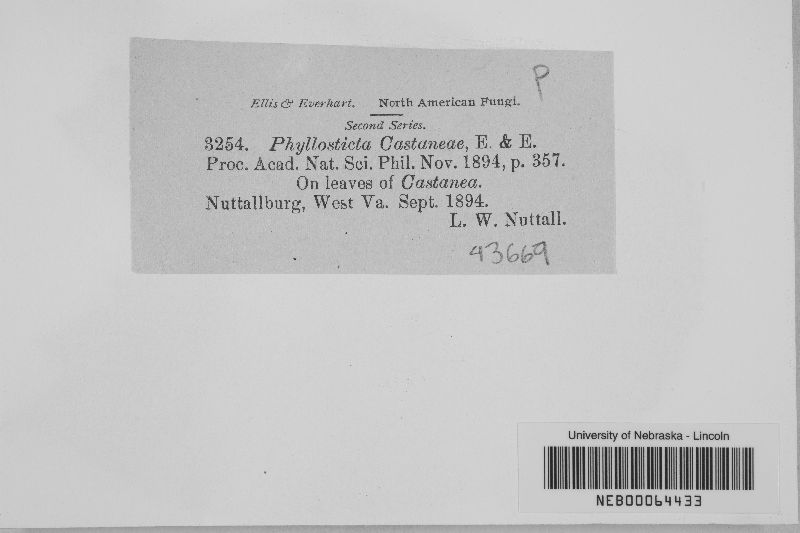 P
Ellis & Everhart. North American Fungi.
Second Series.
3254. Phyllosticta Castaneae, E. & E.
Proc. Acad. Nat. Sci. Phil. Nov. 1894, p. 357.
On leaves of Castanea.
Nuttallburg, West Va. Sept. 1894.
L. W. Nuttall.
43669
University of Nebraska - Lincoln
NEB00064433